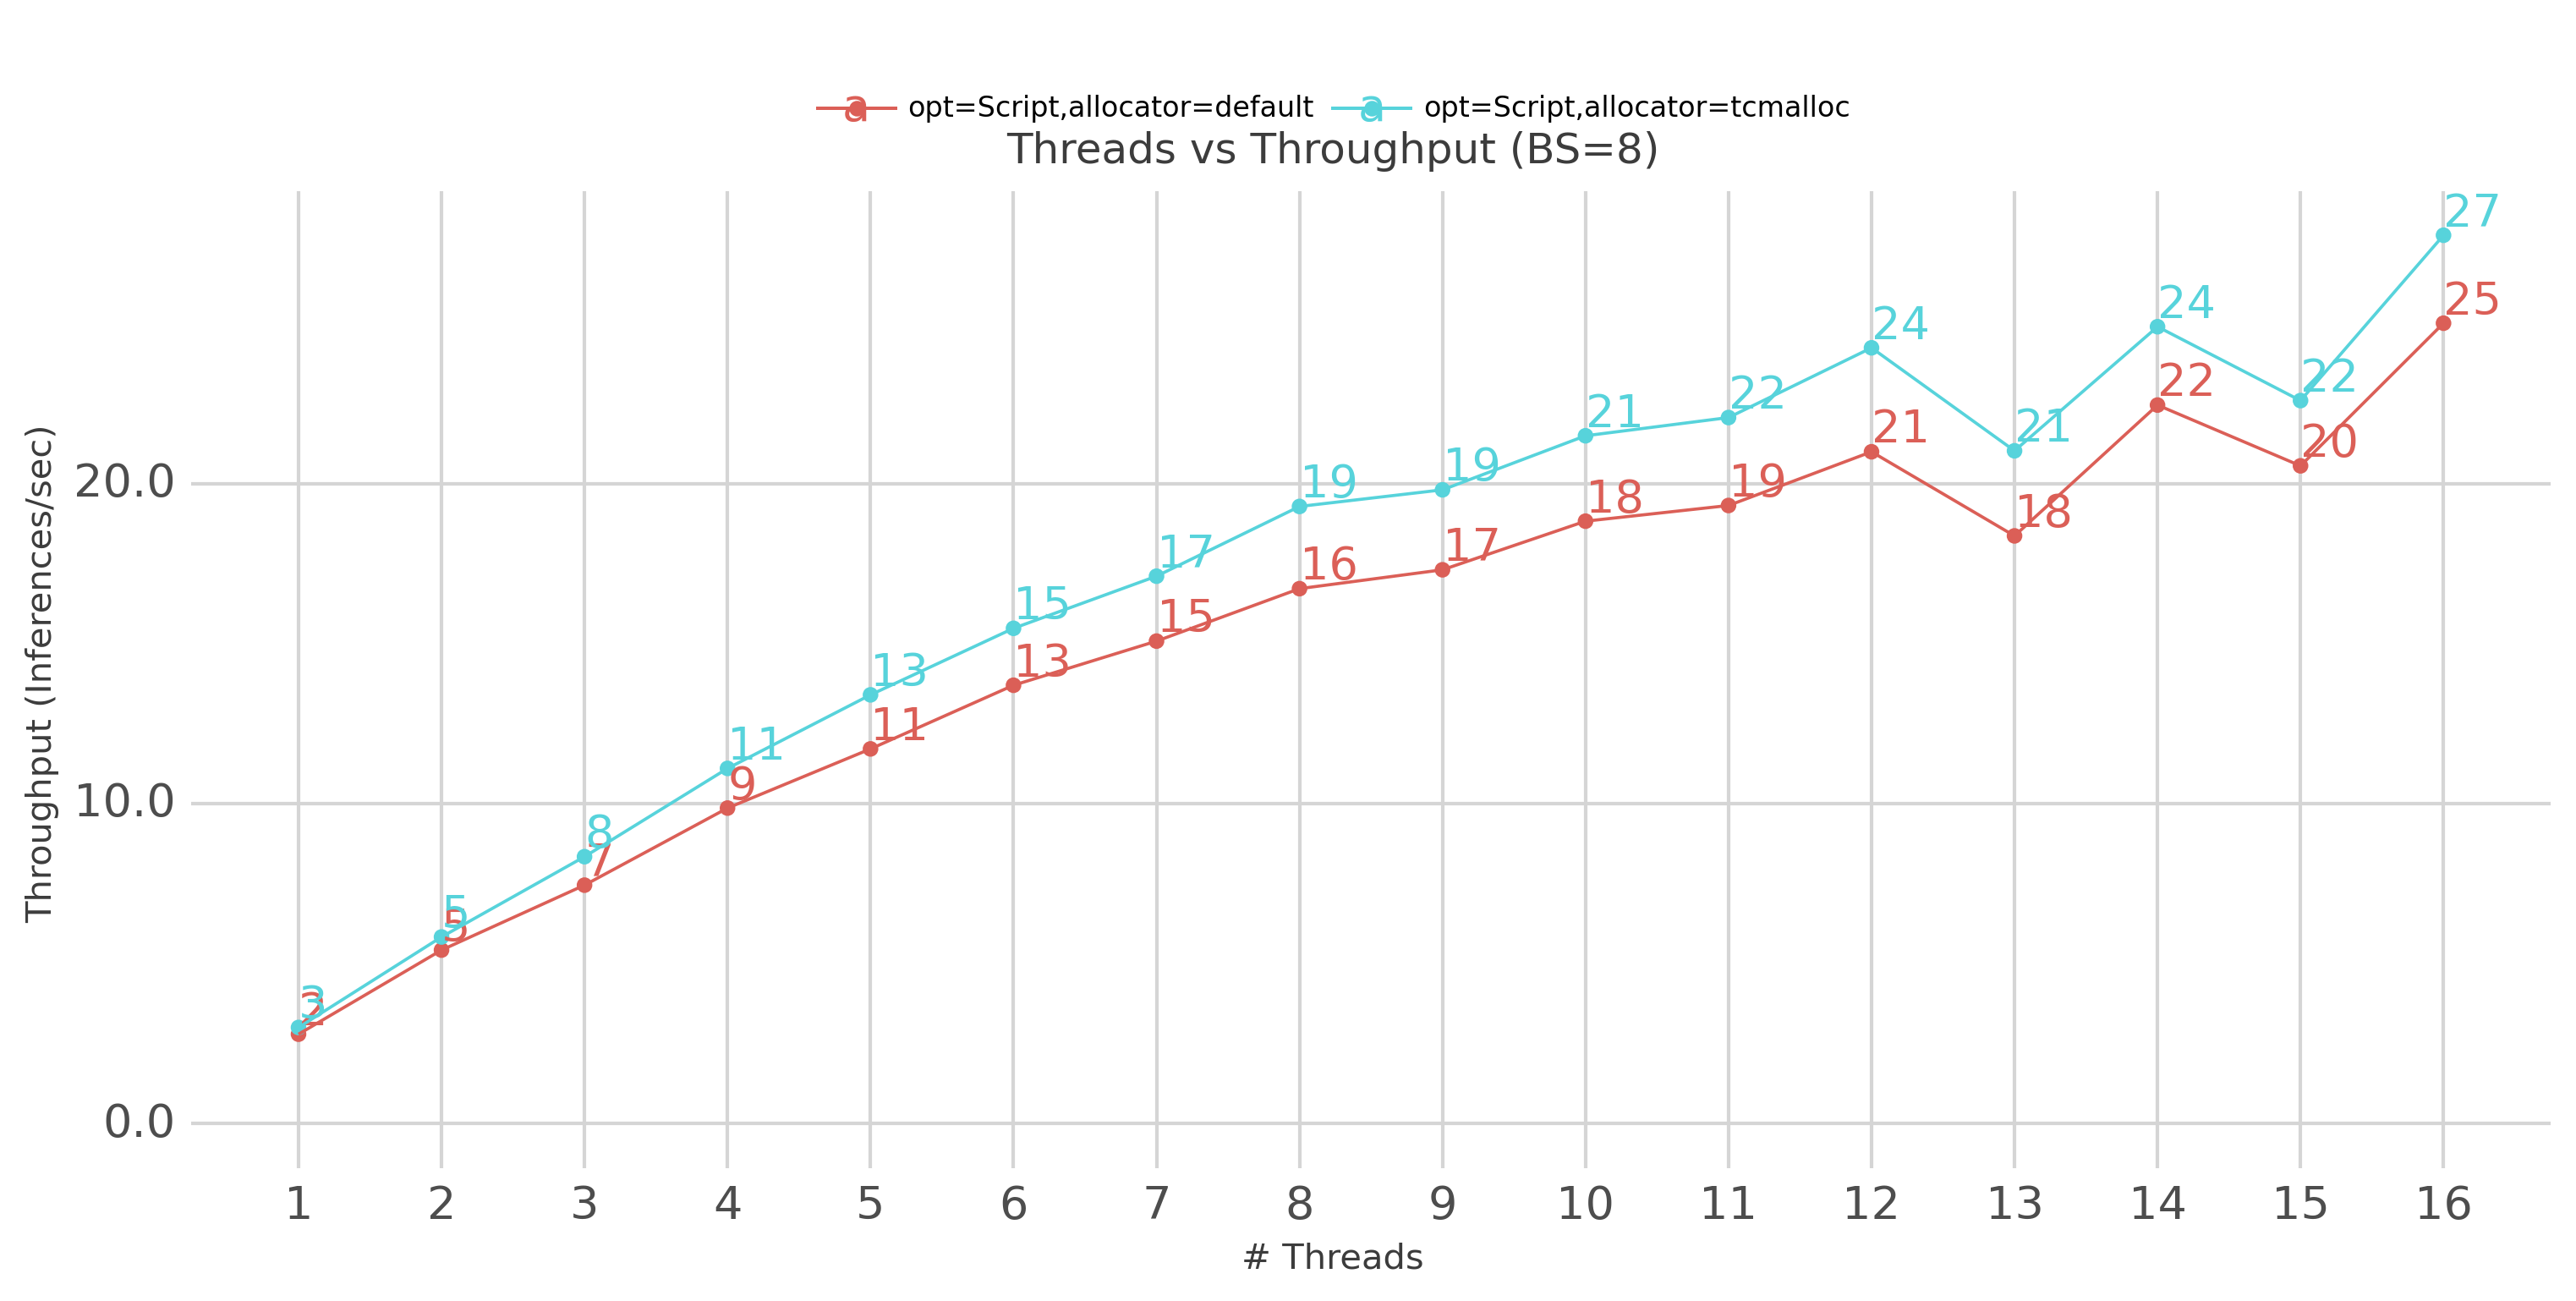 a opt=Script,allocator=default a opt=Script,allocator=tcmalloc
Threads vs Throughput (BS=8)
Throughput (Inferences/sec)
20.0
10.0
0.0
3 5 8 11 13 15 17 19 19 21 22 24 21 24 22 27
2 5 7 9 11 13 15 16 17 18 19 21 18 22 20 25
1 2 3 4 5 6 7 8 9 10 11 12 13 14 15 16
# Threads